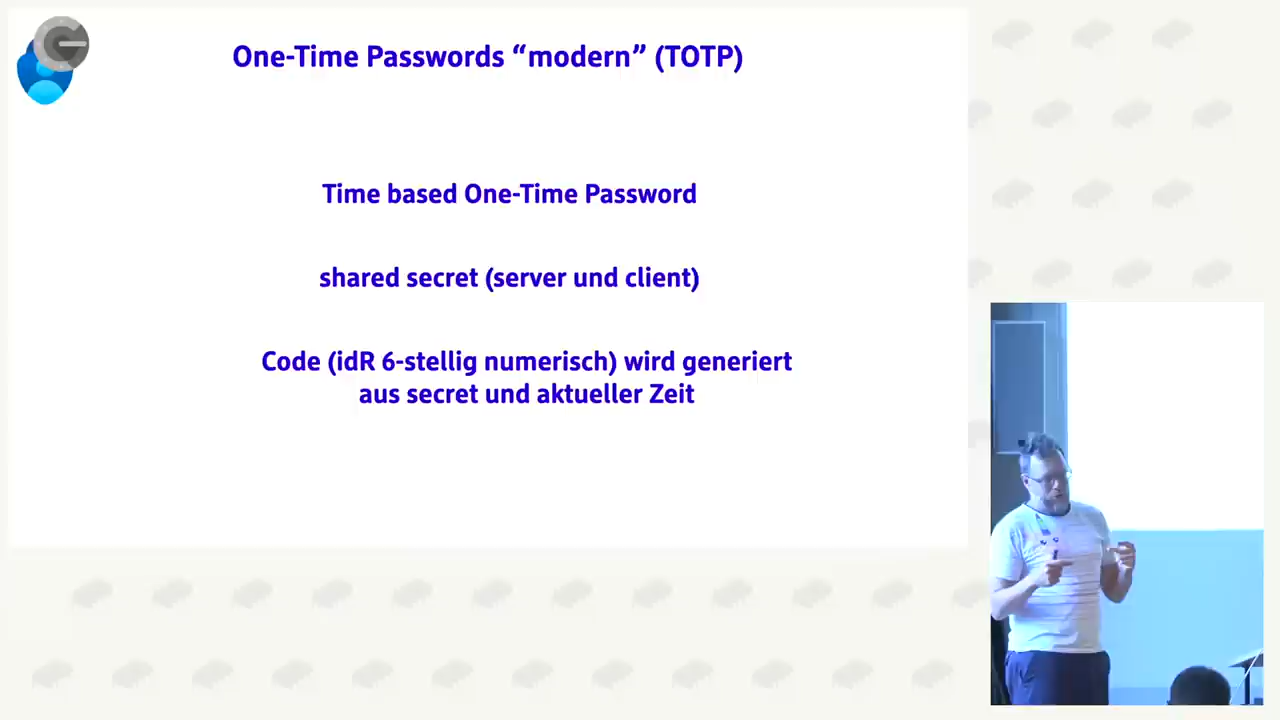 One-Time Passwords “modern” (TOTP)
Time based One-Time Password
shared secret (server und client)
Code (idR 6-stellig numerisch) wird generiert
aus secret und aktueller Zeit